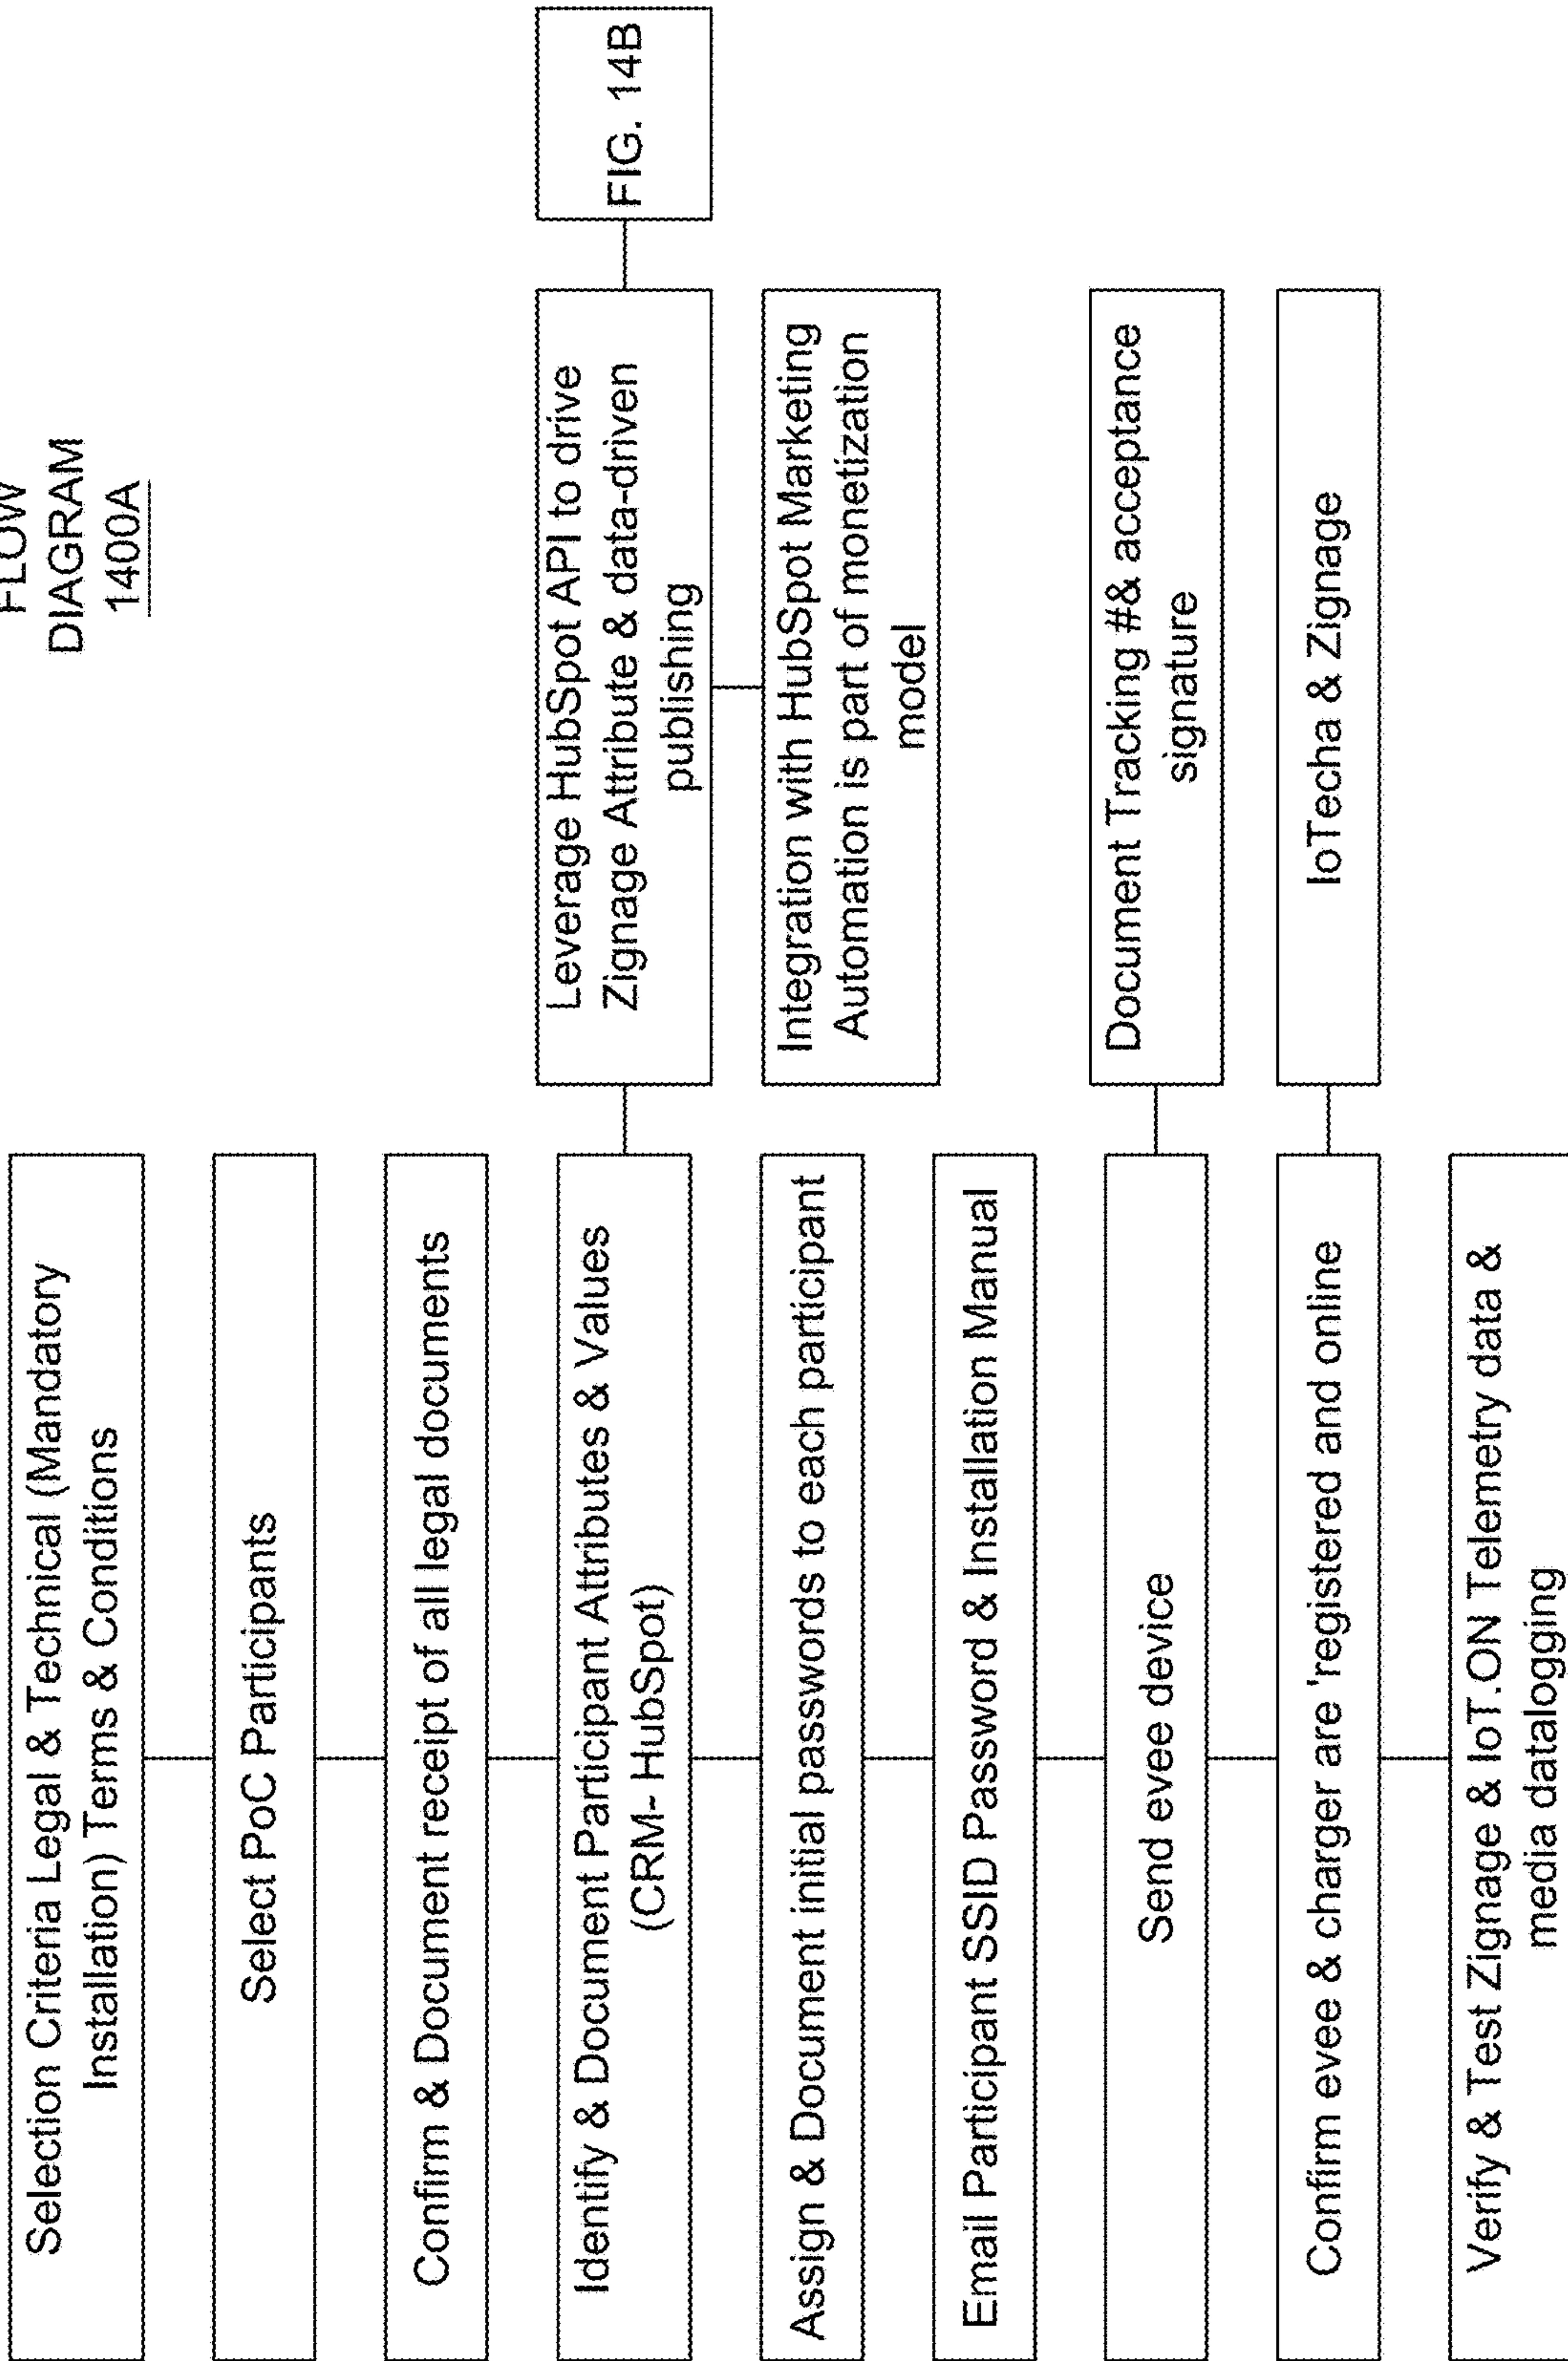 FLOW
DIAGRAM
1400A
Selection Criteria Legal & Technical (Mandatory
Installation) Terms & Conditions
Select PoC Participants
Confirm & Document receipt of all legal documents
Identify & Document Participant Attributes & Values
(CRM- HubSpot)
Leverage HubSpot API to drive
Zignage Attribute & data-driven
publishing
FIG. 14B
Integration with HubSpot Marketing
Automation is part of monetization
model
Assign & Document initial passwords to each participant
Email Participant SSID Password & Installation Manual
Send evee device
Document Tracking #& acceptance
signature
Confirm evee & charger are 'registered and online
IoTecha & Zignage
Verify & Test Zignage & IoT.ON Telemetry data &
media datalogging